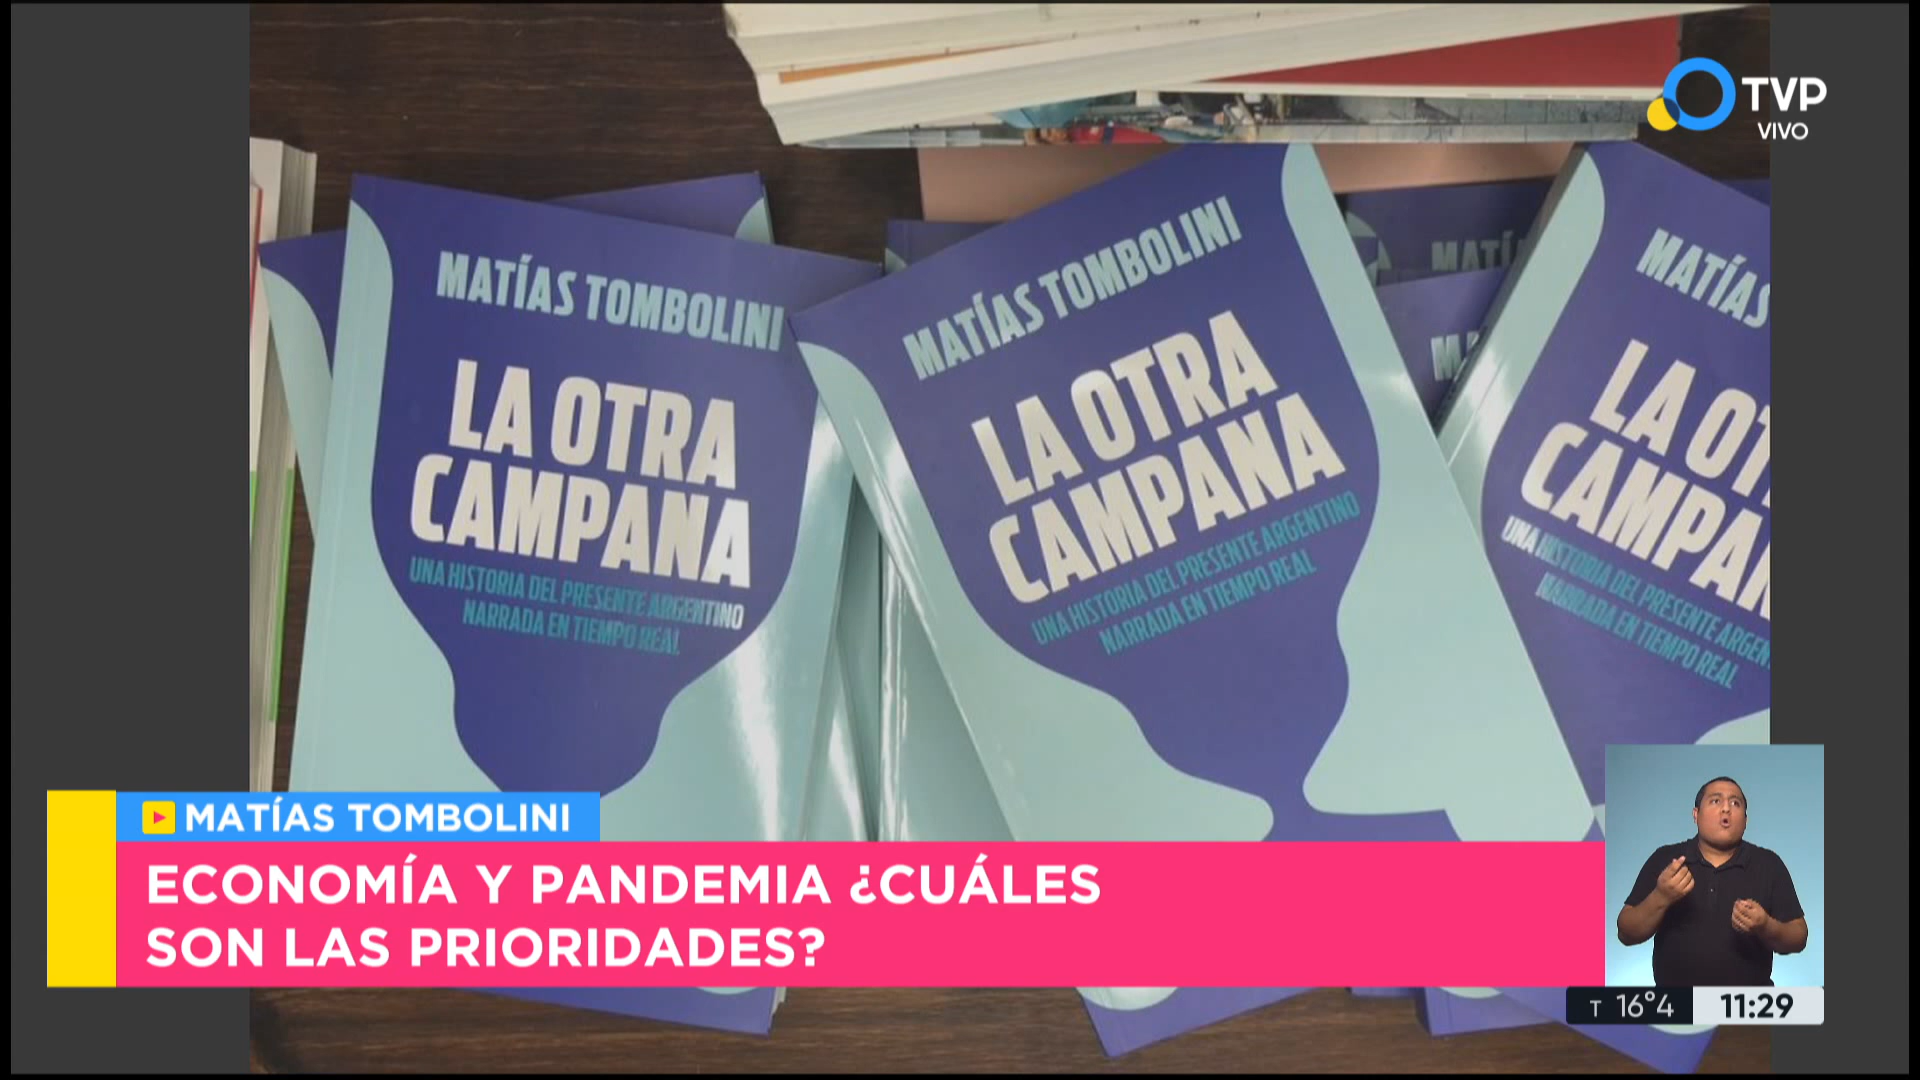 TVP
VIVO
MATÍAS TOMBOLINI
LA OTRA
CAMPANA
UNA HISTORIA DEL PRESENTE ARGENTINO
NARRADA EN TIEMPO REAL
MATÍAS TOMBOLINI
LA OTRA
CAMPANA
UNA HISTORIA DEL PRESENTE ARGENTINO
NARRADA EN TIEMPO REAL
MATÍAS
LA OT
CAMPAN
UNA HISTORIA DEL PRESENTE ARGEN
NARRADA EN TIEMPO REAL
MATÍ
MATÍAS TOMBOLINI
ECONOMÍA Y PANDEMIA ¿CUÁLES
SON LAS PRIORIDADES?
T 16°4 11:29